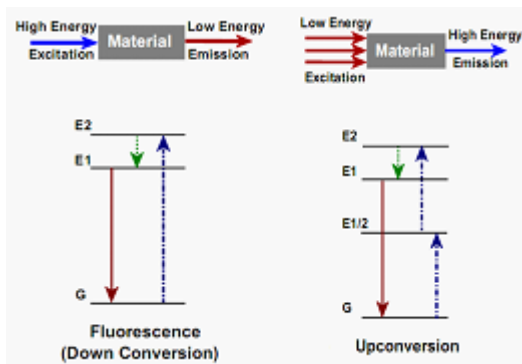 High Energy
Excitation
Material
Low Energy
Emission
Low Energy
Excitation
Material
High Energy
Emission
E2
E1
G
Fluorescence
(Down Conversion)
E2
E1
E1/2
G
Upconversion